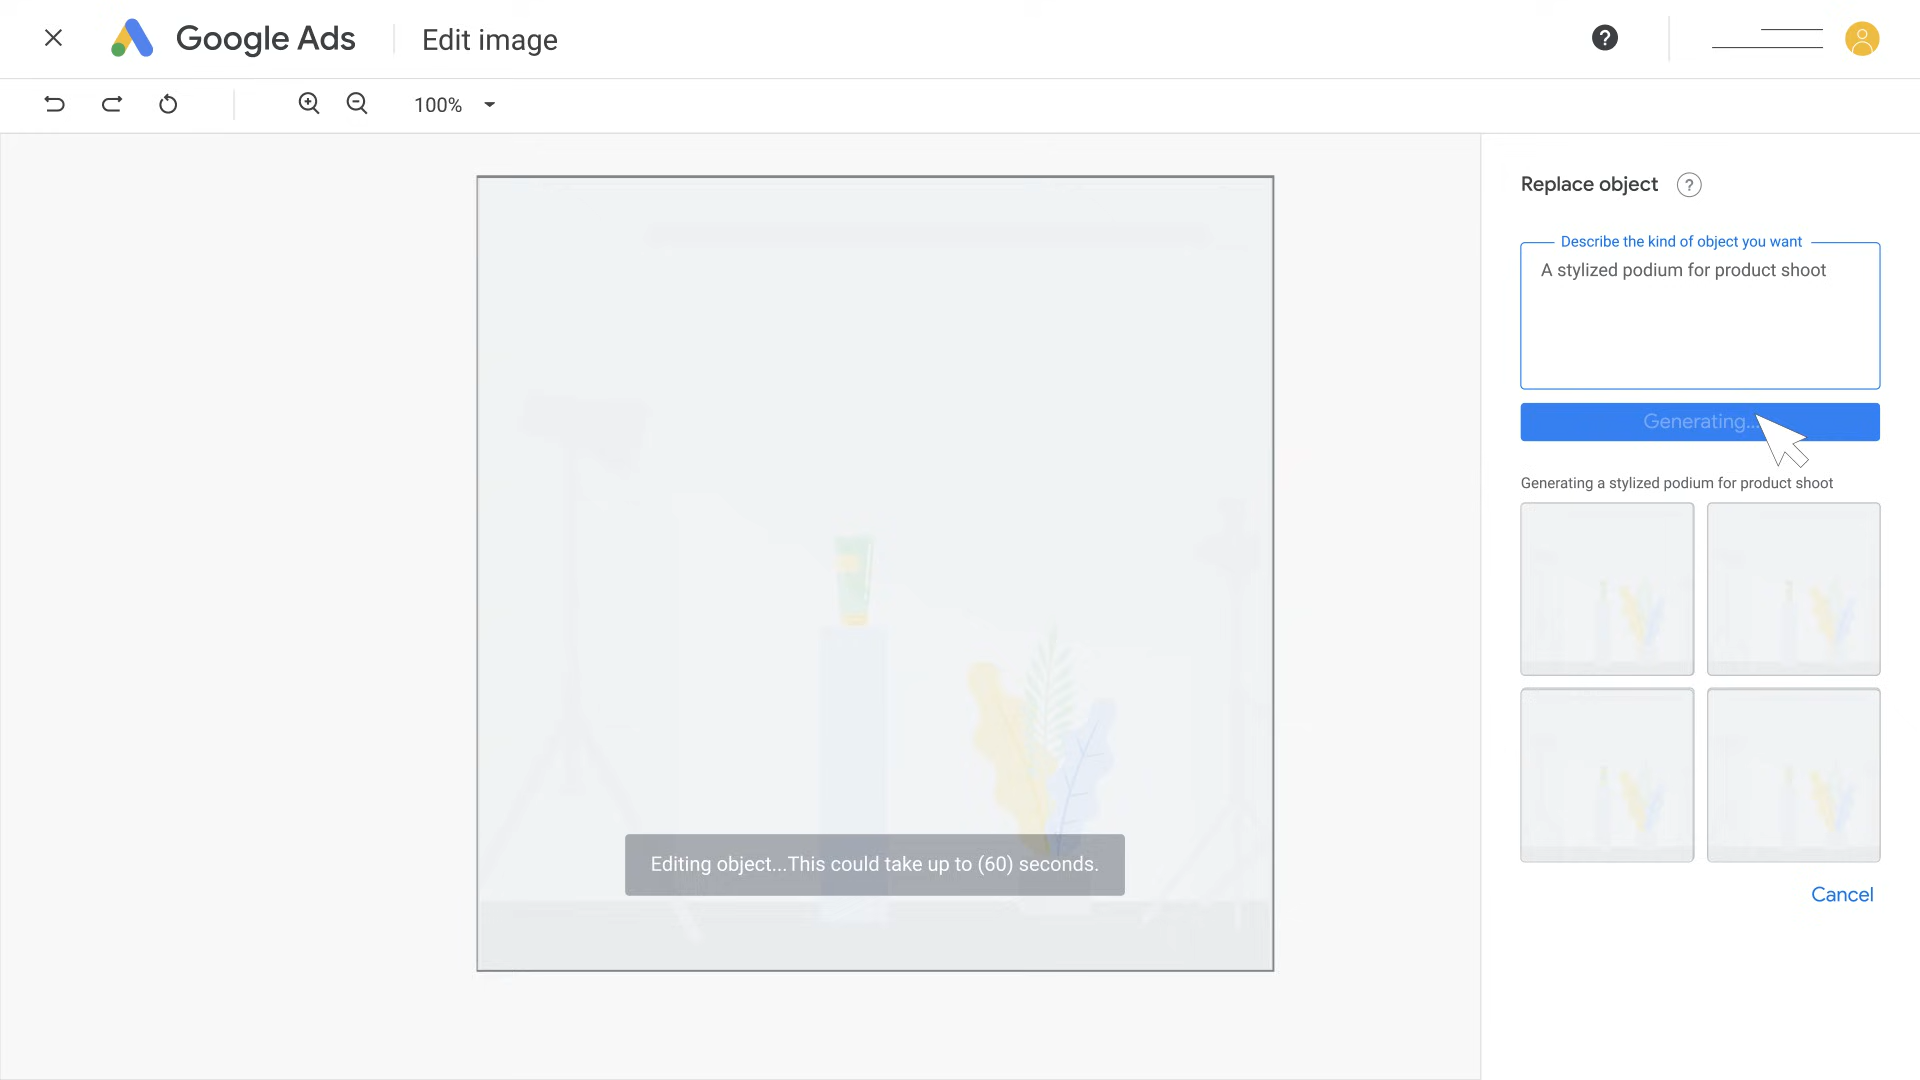 Google Ads
Edit image
100%
Replace object
Describe the kind of object you want
A stylized podium for product shoot
Generating...
Generating a stylized podium for product shoot
Editing object...This could take up to (60) seconds.
Cancel